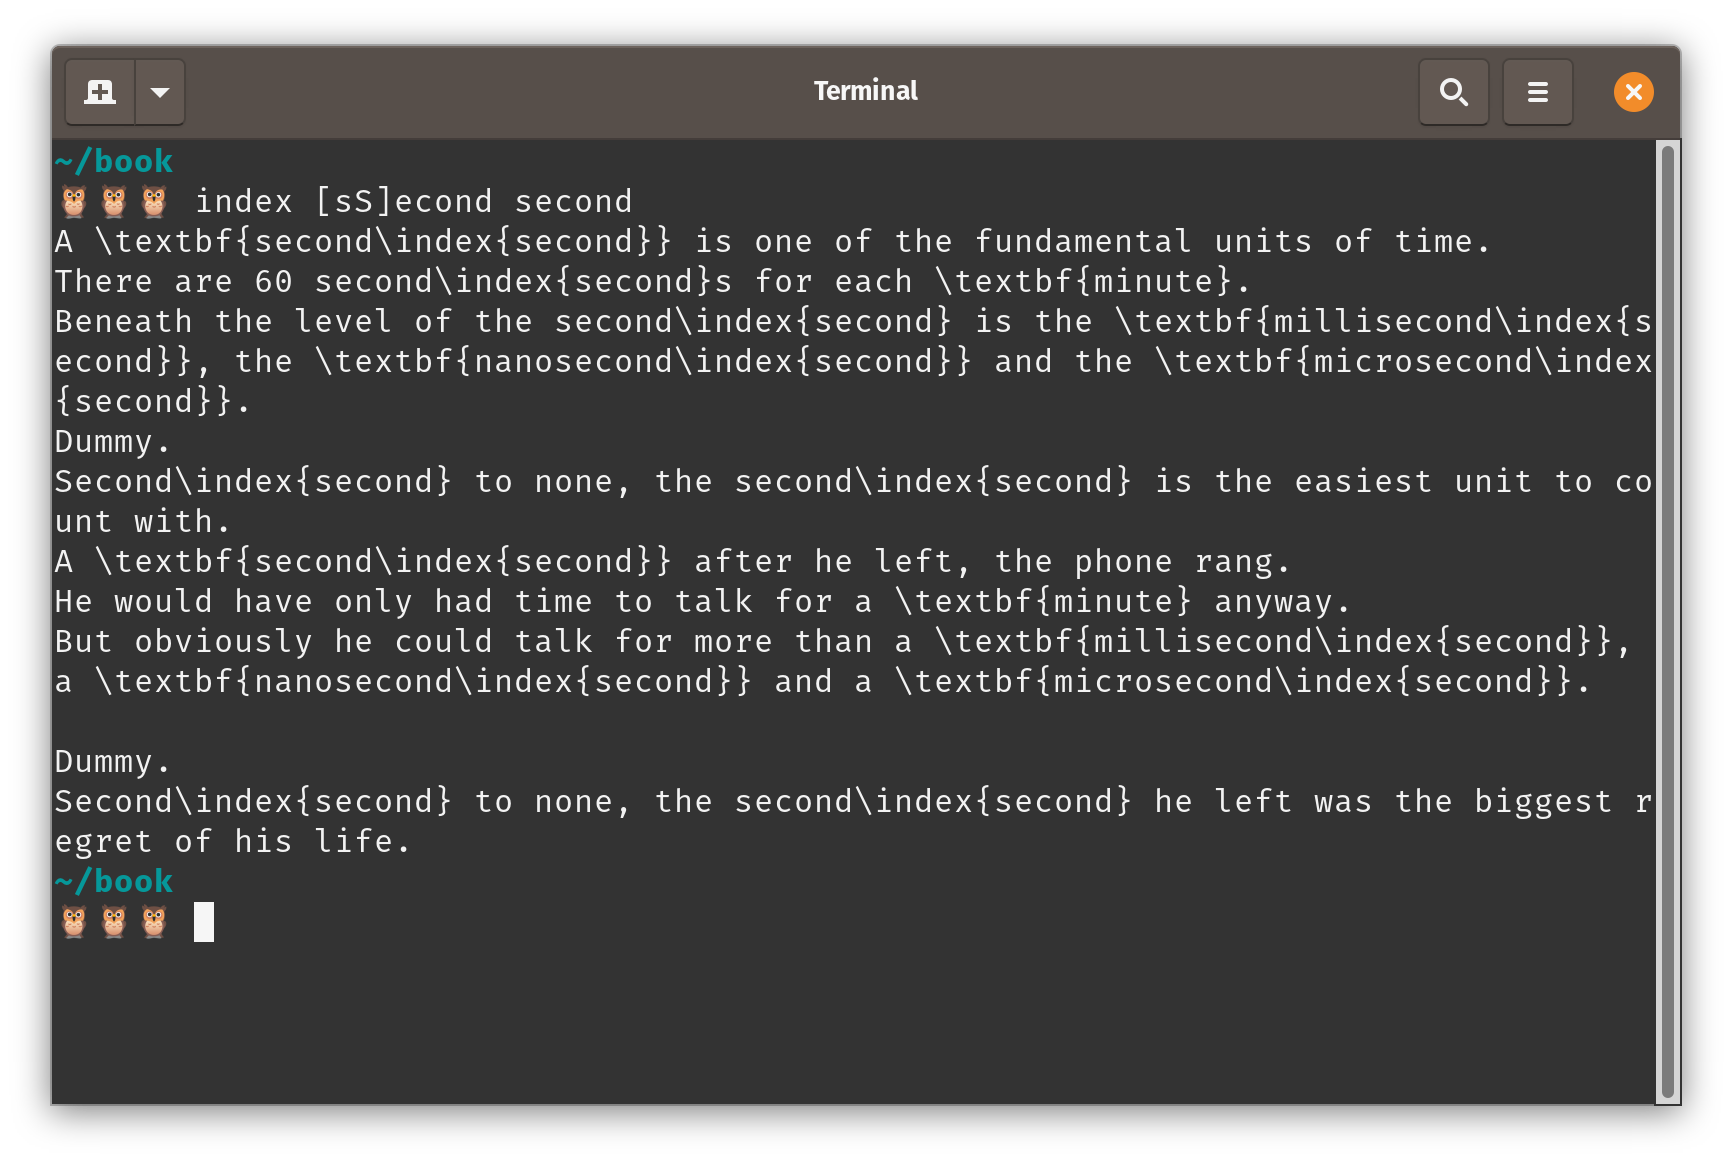 Terminal
~/book
🦉🦉🦉 index [sS]econd second
A \textbf{second\index{second}} is one of the fundamental units of time.
There are 60 second\index{second}s for each \textbf{minute}.
Beneath the level of the second\index{second} is the \textbf{millisecond\index{s
econd}}, the \textbf{nanosecond\index{second}} and the \textbf{microsecond\index
{second}}.
Dummy.
Second\index{second} to none, the second\index{second} is the easiest unit to co
unt with.
A \textbf{second\index{second}} after he left, the phone rang.
He would have only had time to talk for a \textbf{minute} anyway.
But obviously he could talk for more than a \textbf{millisecond\index{second}},
a \textbf{nanosecond\index{second}} and a \textbf{microsecond\index{second}}.
Dummy.
Second\index{second} to none, the second\index{second} he left was the biggest r
egret of his life.
~/book
🦉🦉🦉